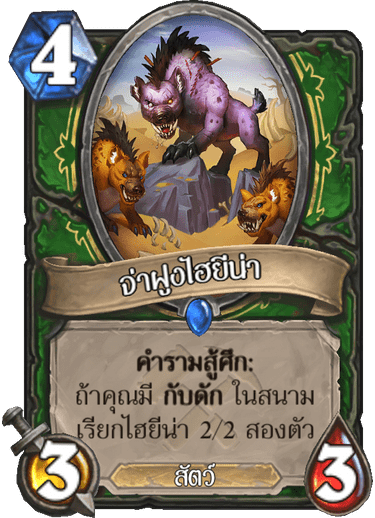 4
จ่าฝูงไฮยีน่า
คำรามสู้ศึก:
ถ้าคุณมี กับดัก ในสนาม
เรียกไฮยีน่า 2/2 สองตัว
3
3
สัตว์